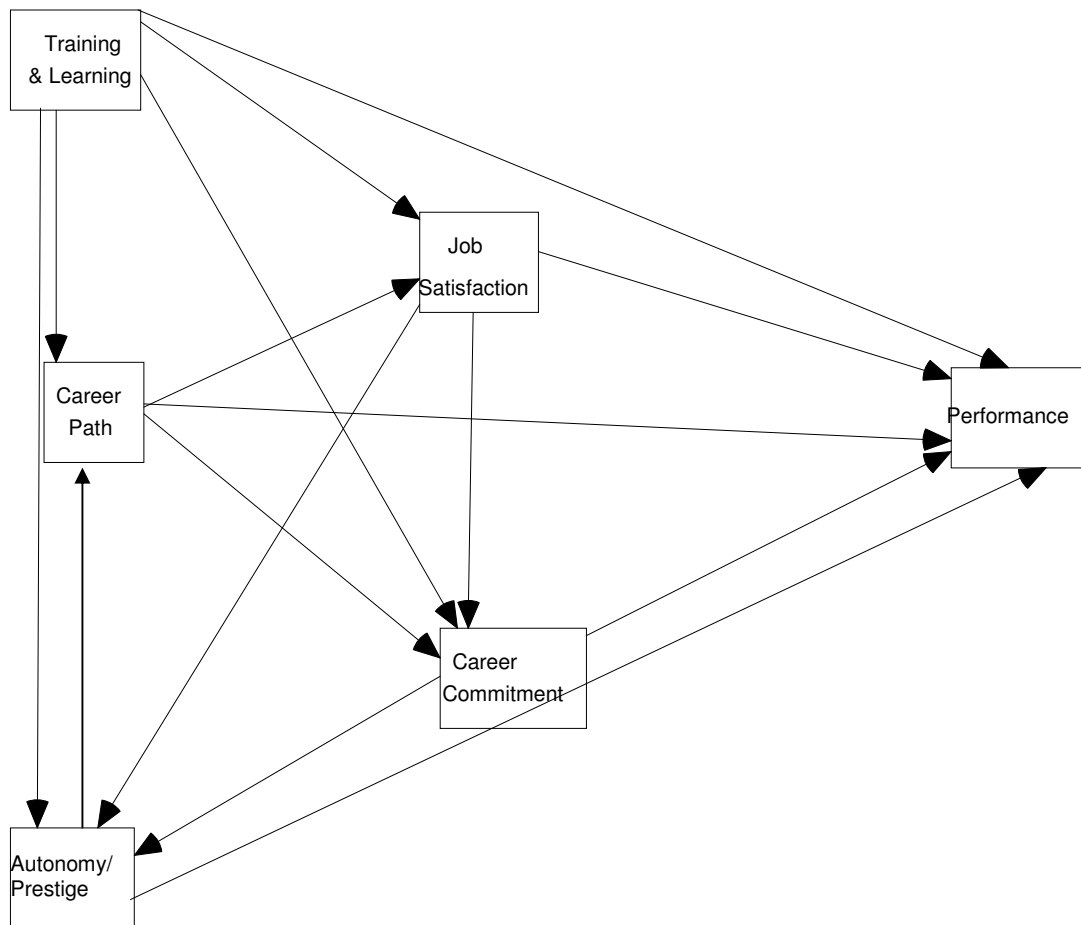 Training
& Learning
Job
Satisfaction
Career
Path
Performance
Career
Commitment
Autonomy/
Prestige